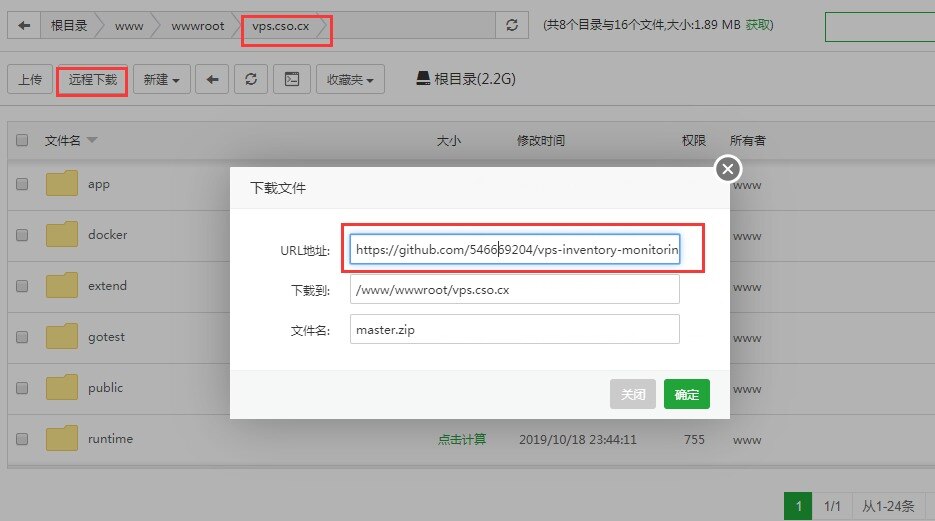 根目录 www wwwroot vps.cso.cx (共8个目录与16个文件,大小:1.89 MB 获取)
上传 远程下载 新建 收藏夹 根目录(2.2G)
文件名 大小 修改时间 权限 所有者
app www
下载文件
docker www
URL地址: https://github.com/546669204/vps-inventory-monitorin
extend www
下载到: /www/wwwroot/vps.cso.cx
文件名: master.zip
gotest www
public www
关闭 确定
runtime 点击计算 2019/10/18 23:44:11 755 www
1 1/1 从1-24条